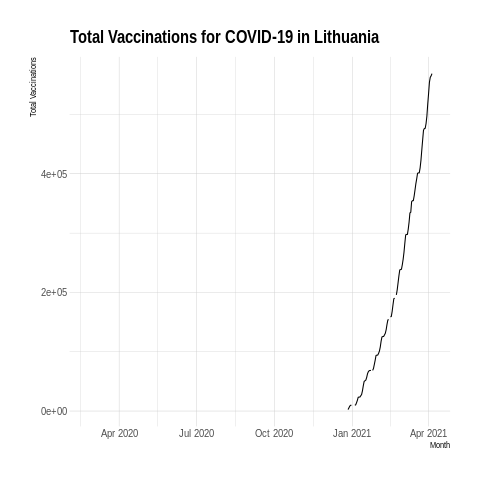 Total Vaccinations for COVID-19 in Lithuania
Total Vaccinations
4e+05
2e+05
0e+00
Apr 2020 Jul 2020 Oct 2020 Jan 2021 Apr 2021
Month